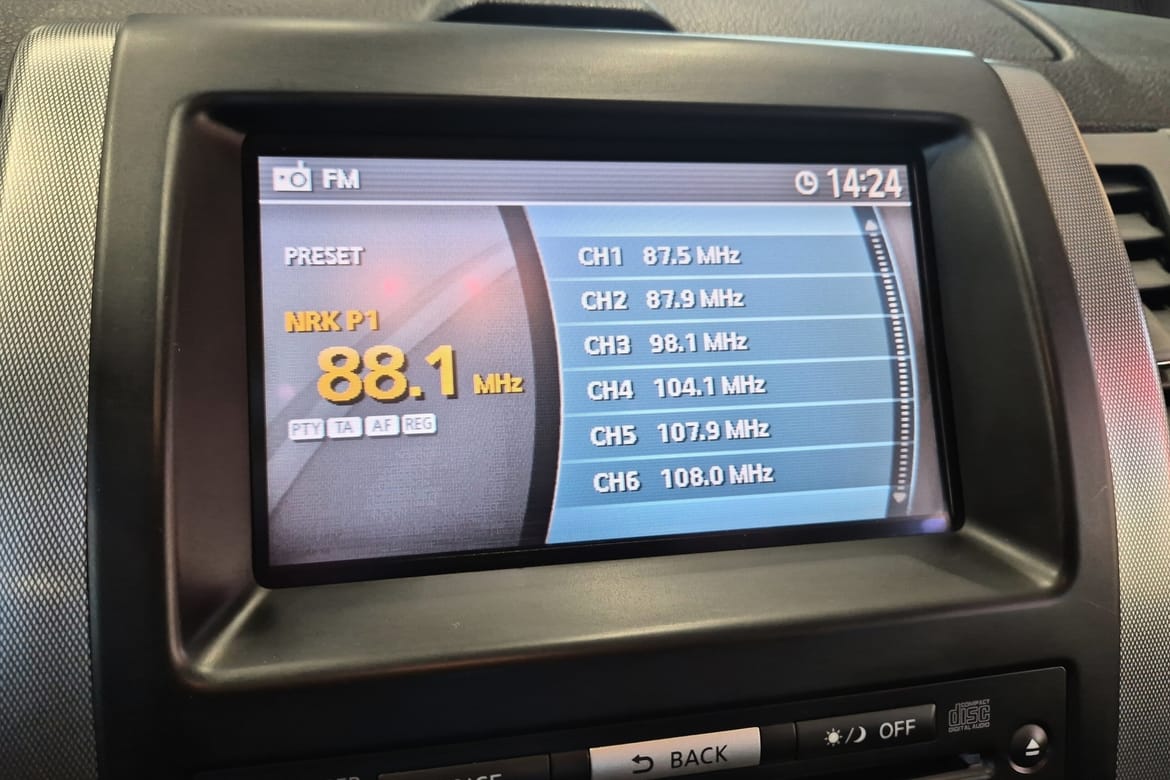 FM 14:24
PRESET
NRK P1
88.1 MHz
PTY TA AF REG
CH1 87.5 MHz
CH2 87.9 MHz
CH3 98.1 MHz
CH4 104.1 MHz
CH5 107.9 MHz
CH6 108.0 MHz
BACK
OFF
COMPACT
disc
DIGITAL AUDIO